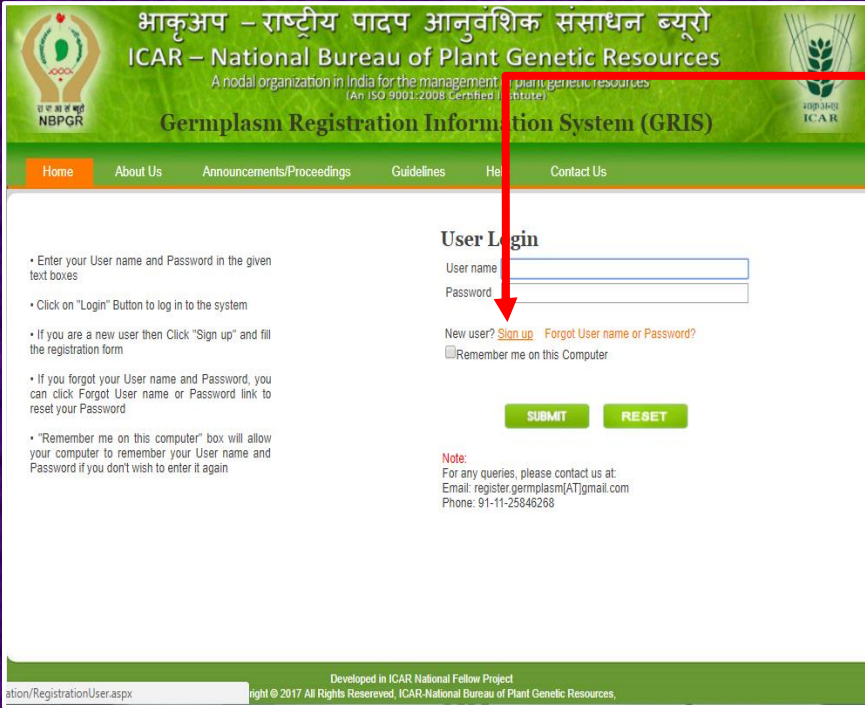 भाकृअप – राष्ट्रीय पादप आनुवंशिक संसाधन ब्यूरो
ICAR – National Bureau of Plant Genetic Resources
A nodal organization in India for the management of plant genetic resources
(An ISO 9001:2008 Certified Institute)
NBPGR
ICAR
Germplasm Registration Information System (GRIS)
Home About Us Announcements/Proceedings Guidelines Contact Us
User Login
• Enter your User name and Password in the given
text boxes
• Click on "Login" Button to log in to the system
• If you are a new user then Click "Sign up" and fill
the registration form
• If you forgot your User name and Password, you
can click Forgot User name or Password link to
reset your Password
• "Remember me on this computer" box will allow
your computer to remember your User name and
Password if you don't wish to enter it again
User name
Password
New user? Sign up Forgot User name or Password?
Remember me on this Computer
SUBMIT RESET
Note:
For any queries, please contact us at:
Email: register.germplasm[AT]gmail.com
Phone: 91-11-25846268
Developed in ICAR National Fellow Project
right © 2017 All Rights Resereved, ICAR-National Bureau of Plant Genetic Resources,
ation/RegistrationUser.aspx